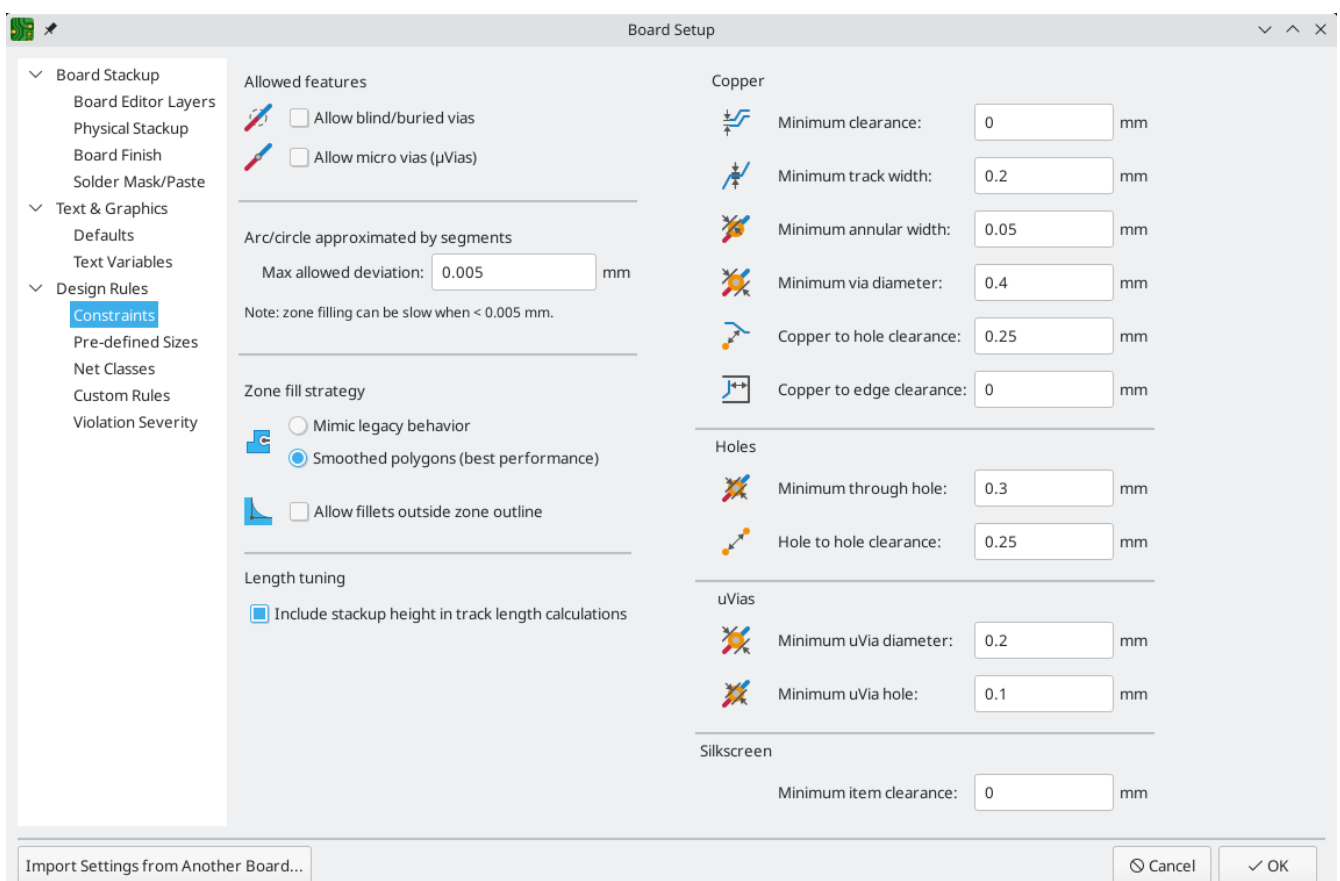 Board Setup
Board Stackup
Board Editor Layers
Physical Stackup
Board Finish
Solder Mask/Paste
Text & Graphics
Defaults
Text Variables
Design Rules
Constraints
Pre-defined Sizes
Net Classes
Custom Rules
Violation Severity
Allowed features
Allow blind/buried vias
Allow micro vias (µVias)
Arc/circle approximated by segments
Max allowed deviation: 0.005 mm
Note: zone filling can be slow when < 0.005 mm.
Zone fill strategy
Mimic legacy behavior
Smoothed polygons (best performance)
Allow fillets outside zone outline
Length tuning
Include stackup height in track length calculations
Copper
Minimum clearance: 0 mm
Minimum track width: 0.2 mm
Minimum annular width: 0.05 mm
Minimum via diameter: 0.4 mm
Copper to hole clearance: 0.25 mm
Copper to edge clearance: 0 mm
Holes
Minimum through hole: 0.3 mm
Hole to hole clearance: 0.25 mm
uVias
Minimum uVia diameter: 0.2 mm
Minimum uVia hole: 0.1 mm
Silkscreen
Minimum item clearance: 0 mm
Import Settings from Another Board...
Cancel
OK